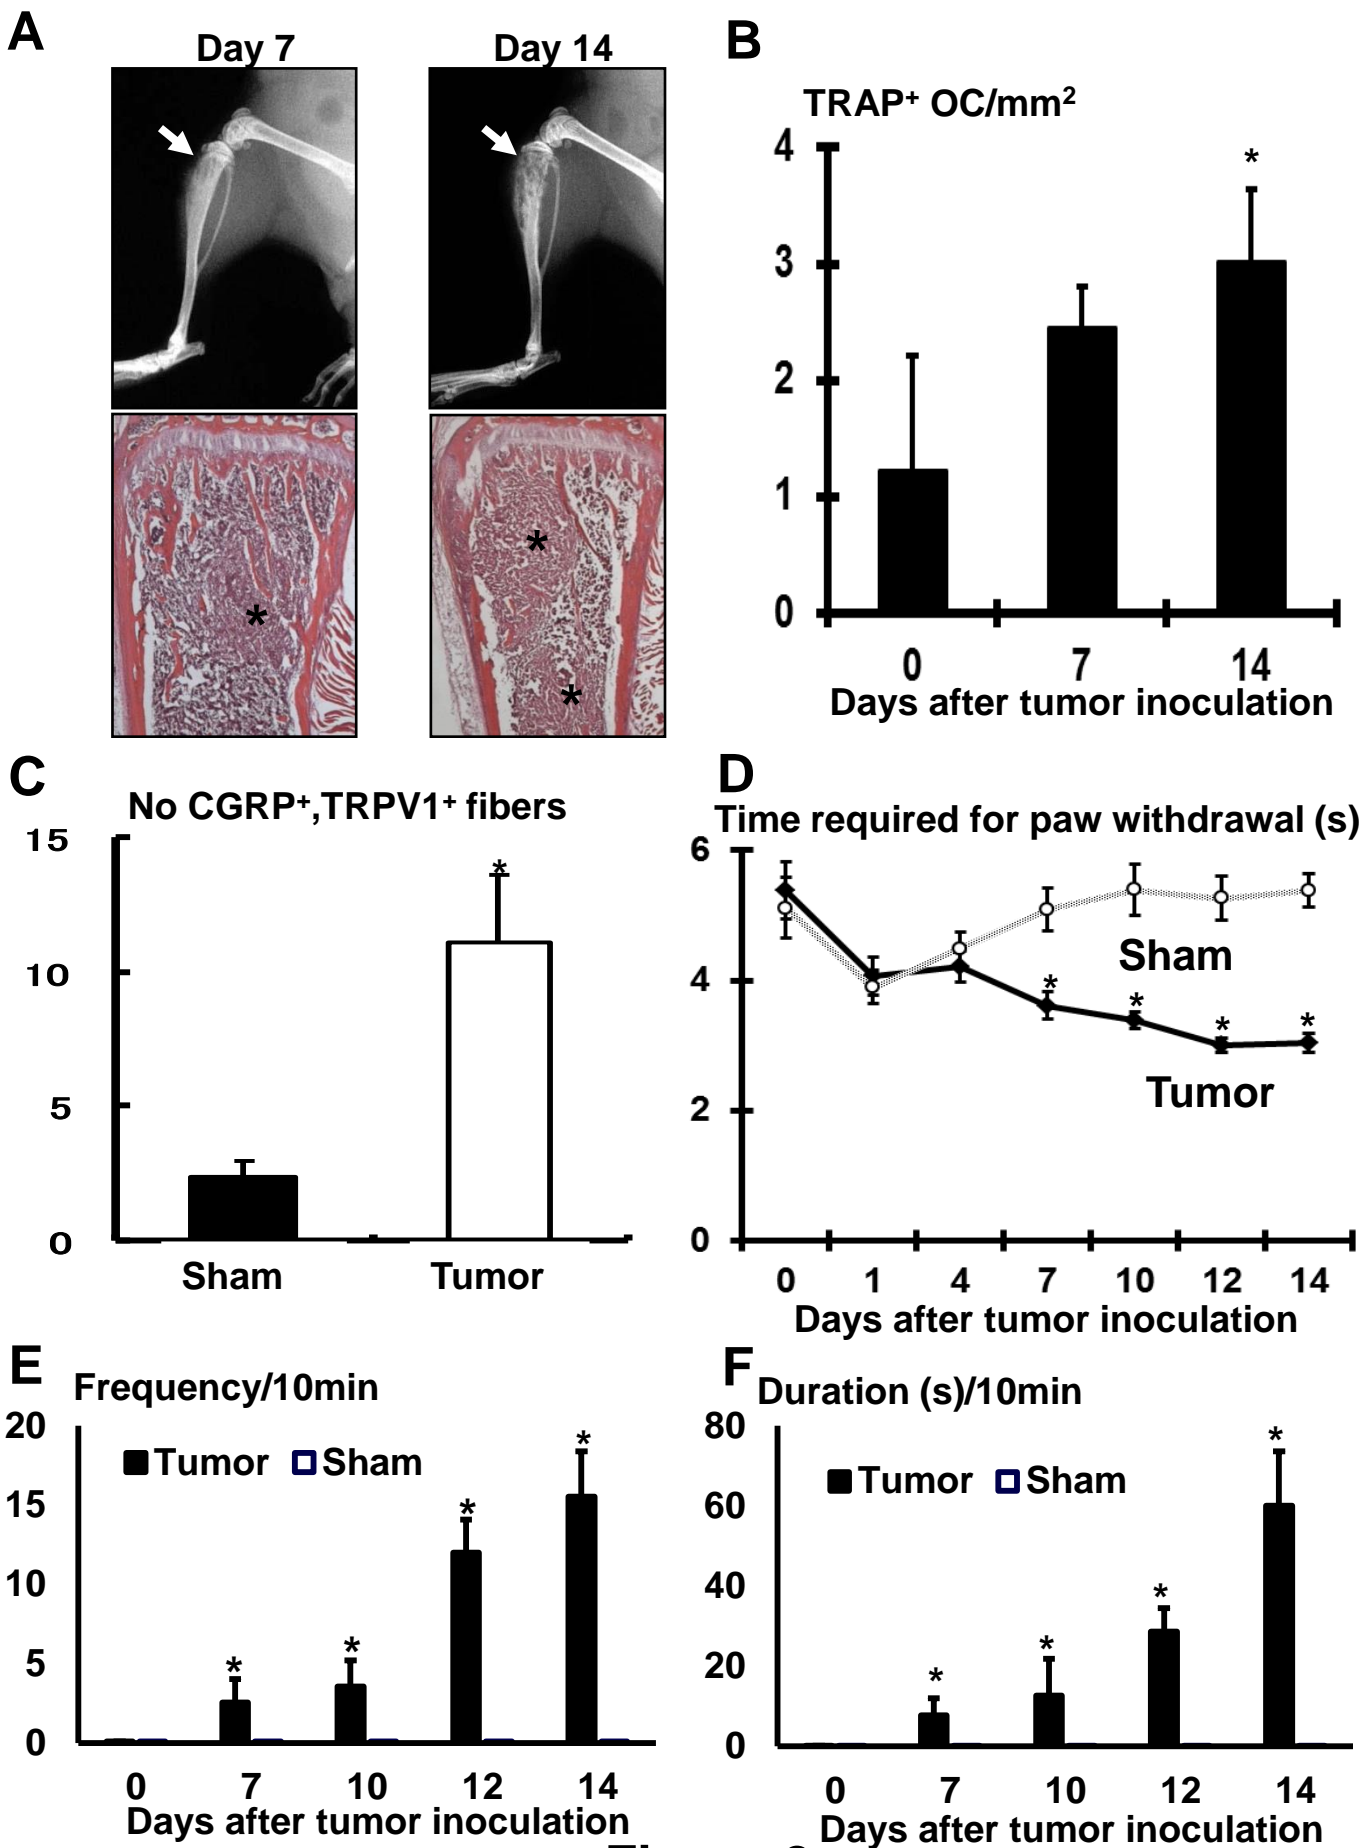 A
Day 7
Day 14
*
*
*
B
TRAP⁺ OC/mm²
4
3
2
1
0
*
0 7 14
Days after tumor inoculation
C
No CGRP⁺,TRPV1⁺ fibers
15
10
5
0
*
Sham Tumor
D
Time required for paw withdrawal (s)
6
4
2
0
Sham
* * * *
Tumor
0 1 4 7 10 12 14
Days after tumor inoculation
E
Frequency/10min
20
15
10
5
0
Tumor Sham
* * * *
0 7 10 12 14
Days after tumor inoculation
F
Duration (s)/10min
80
60
40
20
0
Tumor Sham
* * * *
0 7 10 12 14
Days after tumor inoculation